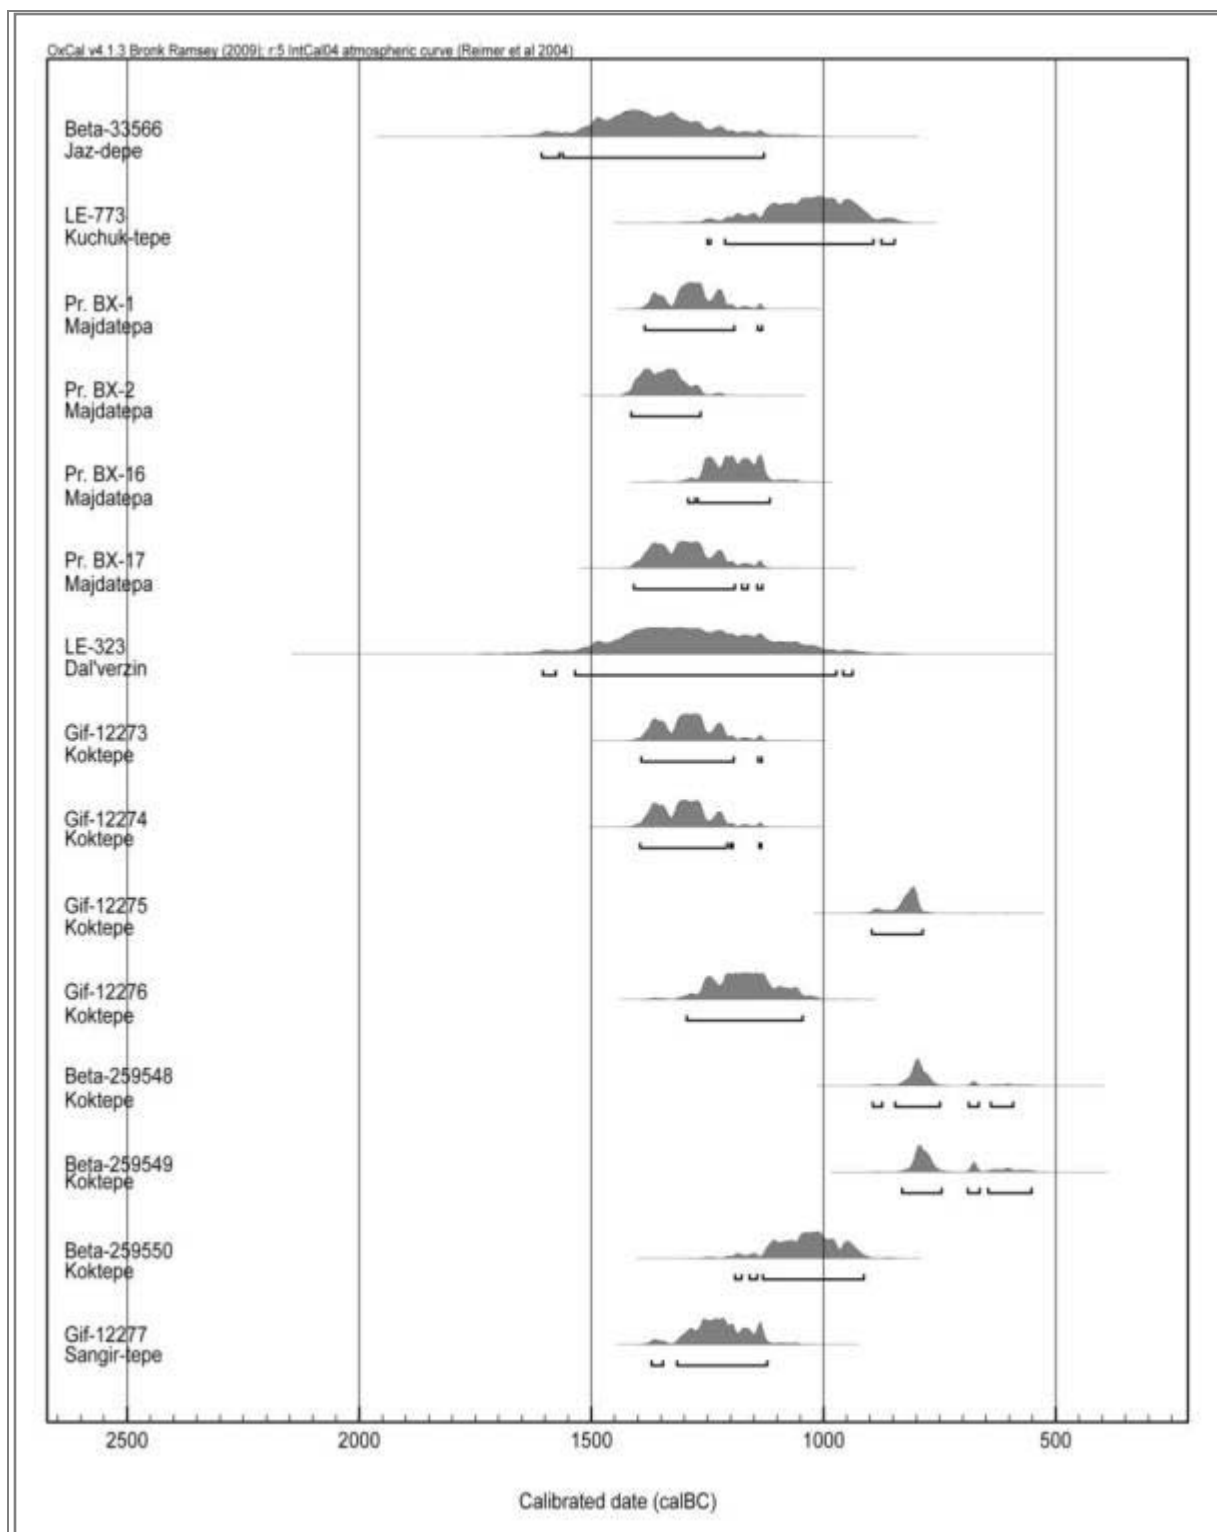 OxCal v4.1.3 Bronk Ramsey (2009); r:5 IntCal04 atmospheric curve (Reimer et al 2004)
Beta-33566
Jaz-depe
LE-773
Kuchuk-tepe
Pr. BX-1
Majdatepa
Pr. BX-2
Majdatepa
Pr. BX-16
Majdatepa
Pr. BX-17
Majdatepa
LE-323
Dal'verzin
Gif-12273
Koktepe
Gif-12274
Koktepe
Gif-12275
Koktepe
Gif-12276
Koktepe
Beta-259548
Koktepe
Beta-259549
Koktepe
Beta-259550
Koktepe
Gif-12277
Sangir-tepe
2500 2000 1500 1000 500
Calibrated date (calBC)